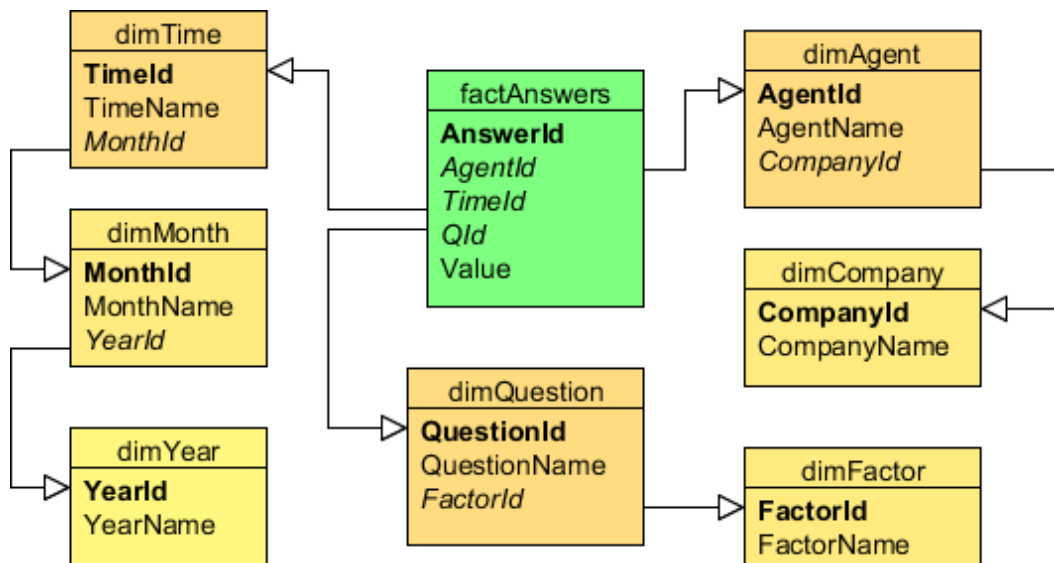 dimTime
TimeId
TimeName
MonthId
dimMonth
MonthId
MonthName
YearId
dimYear
YearId
YearName
factAnswers
AnswerId
AgentId
TimeId
QId
Value
dimQuestion
QuestionId
QuestionName
FactorId
dimAgent
AgentId
AgentName
CompanyId
dimCompany
CompanyId
CompanyName
dimFactor
FactorId
FactorName